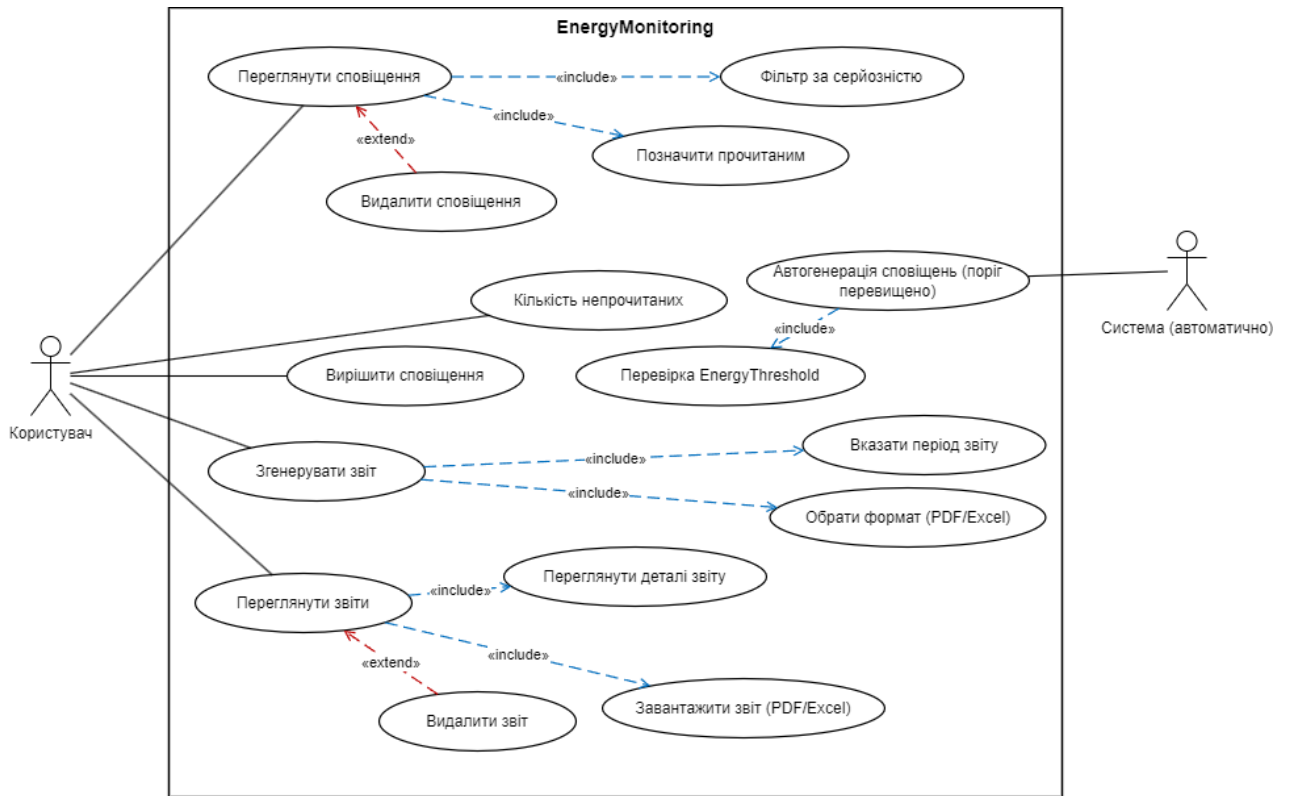 EnergyMonitoring
Переглянути сповіщення
«include»
Фільтр за серйозністю
«include»
Позначити прочитаним
«extend»
Видалити сповіщення
Автогенерація сповіщень (поріг
перевищено)
Система (автоматично)
Кількість непрочитаних
«include»
Перевірка EnergyThreshold
Вирішити сповіщення
Користувач
Згенерувати звіт
«include»
Вказати період звіту
«include»
Обрати формат (PDF/Excel)
Переглянути звіти
«include»
Переглянути деталі звіту
«include»
Завантажити звіт (PDF/Excel)
«extend»
Видалити звіт